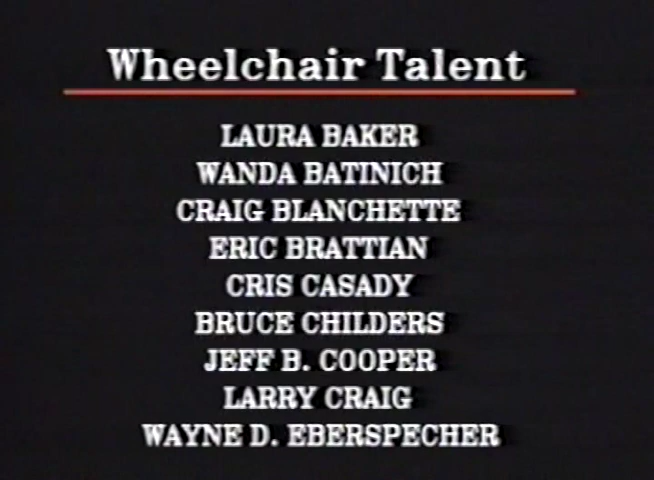 Wheelchair Talent
LAURA BAKER
WANDA BATINICH
CRAIG BLANCHETTE
ERIC BRATTIAN
CRIS CASADY
BRUCE CHILDERS
JEFF B. COOPER
LARRY CRAIG
WAYNE D. EBERSPECHER